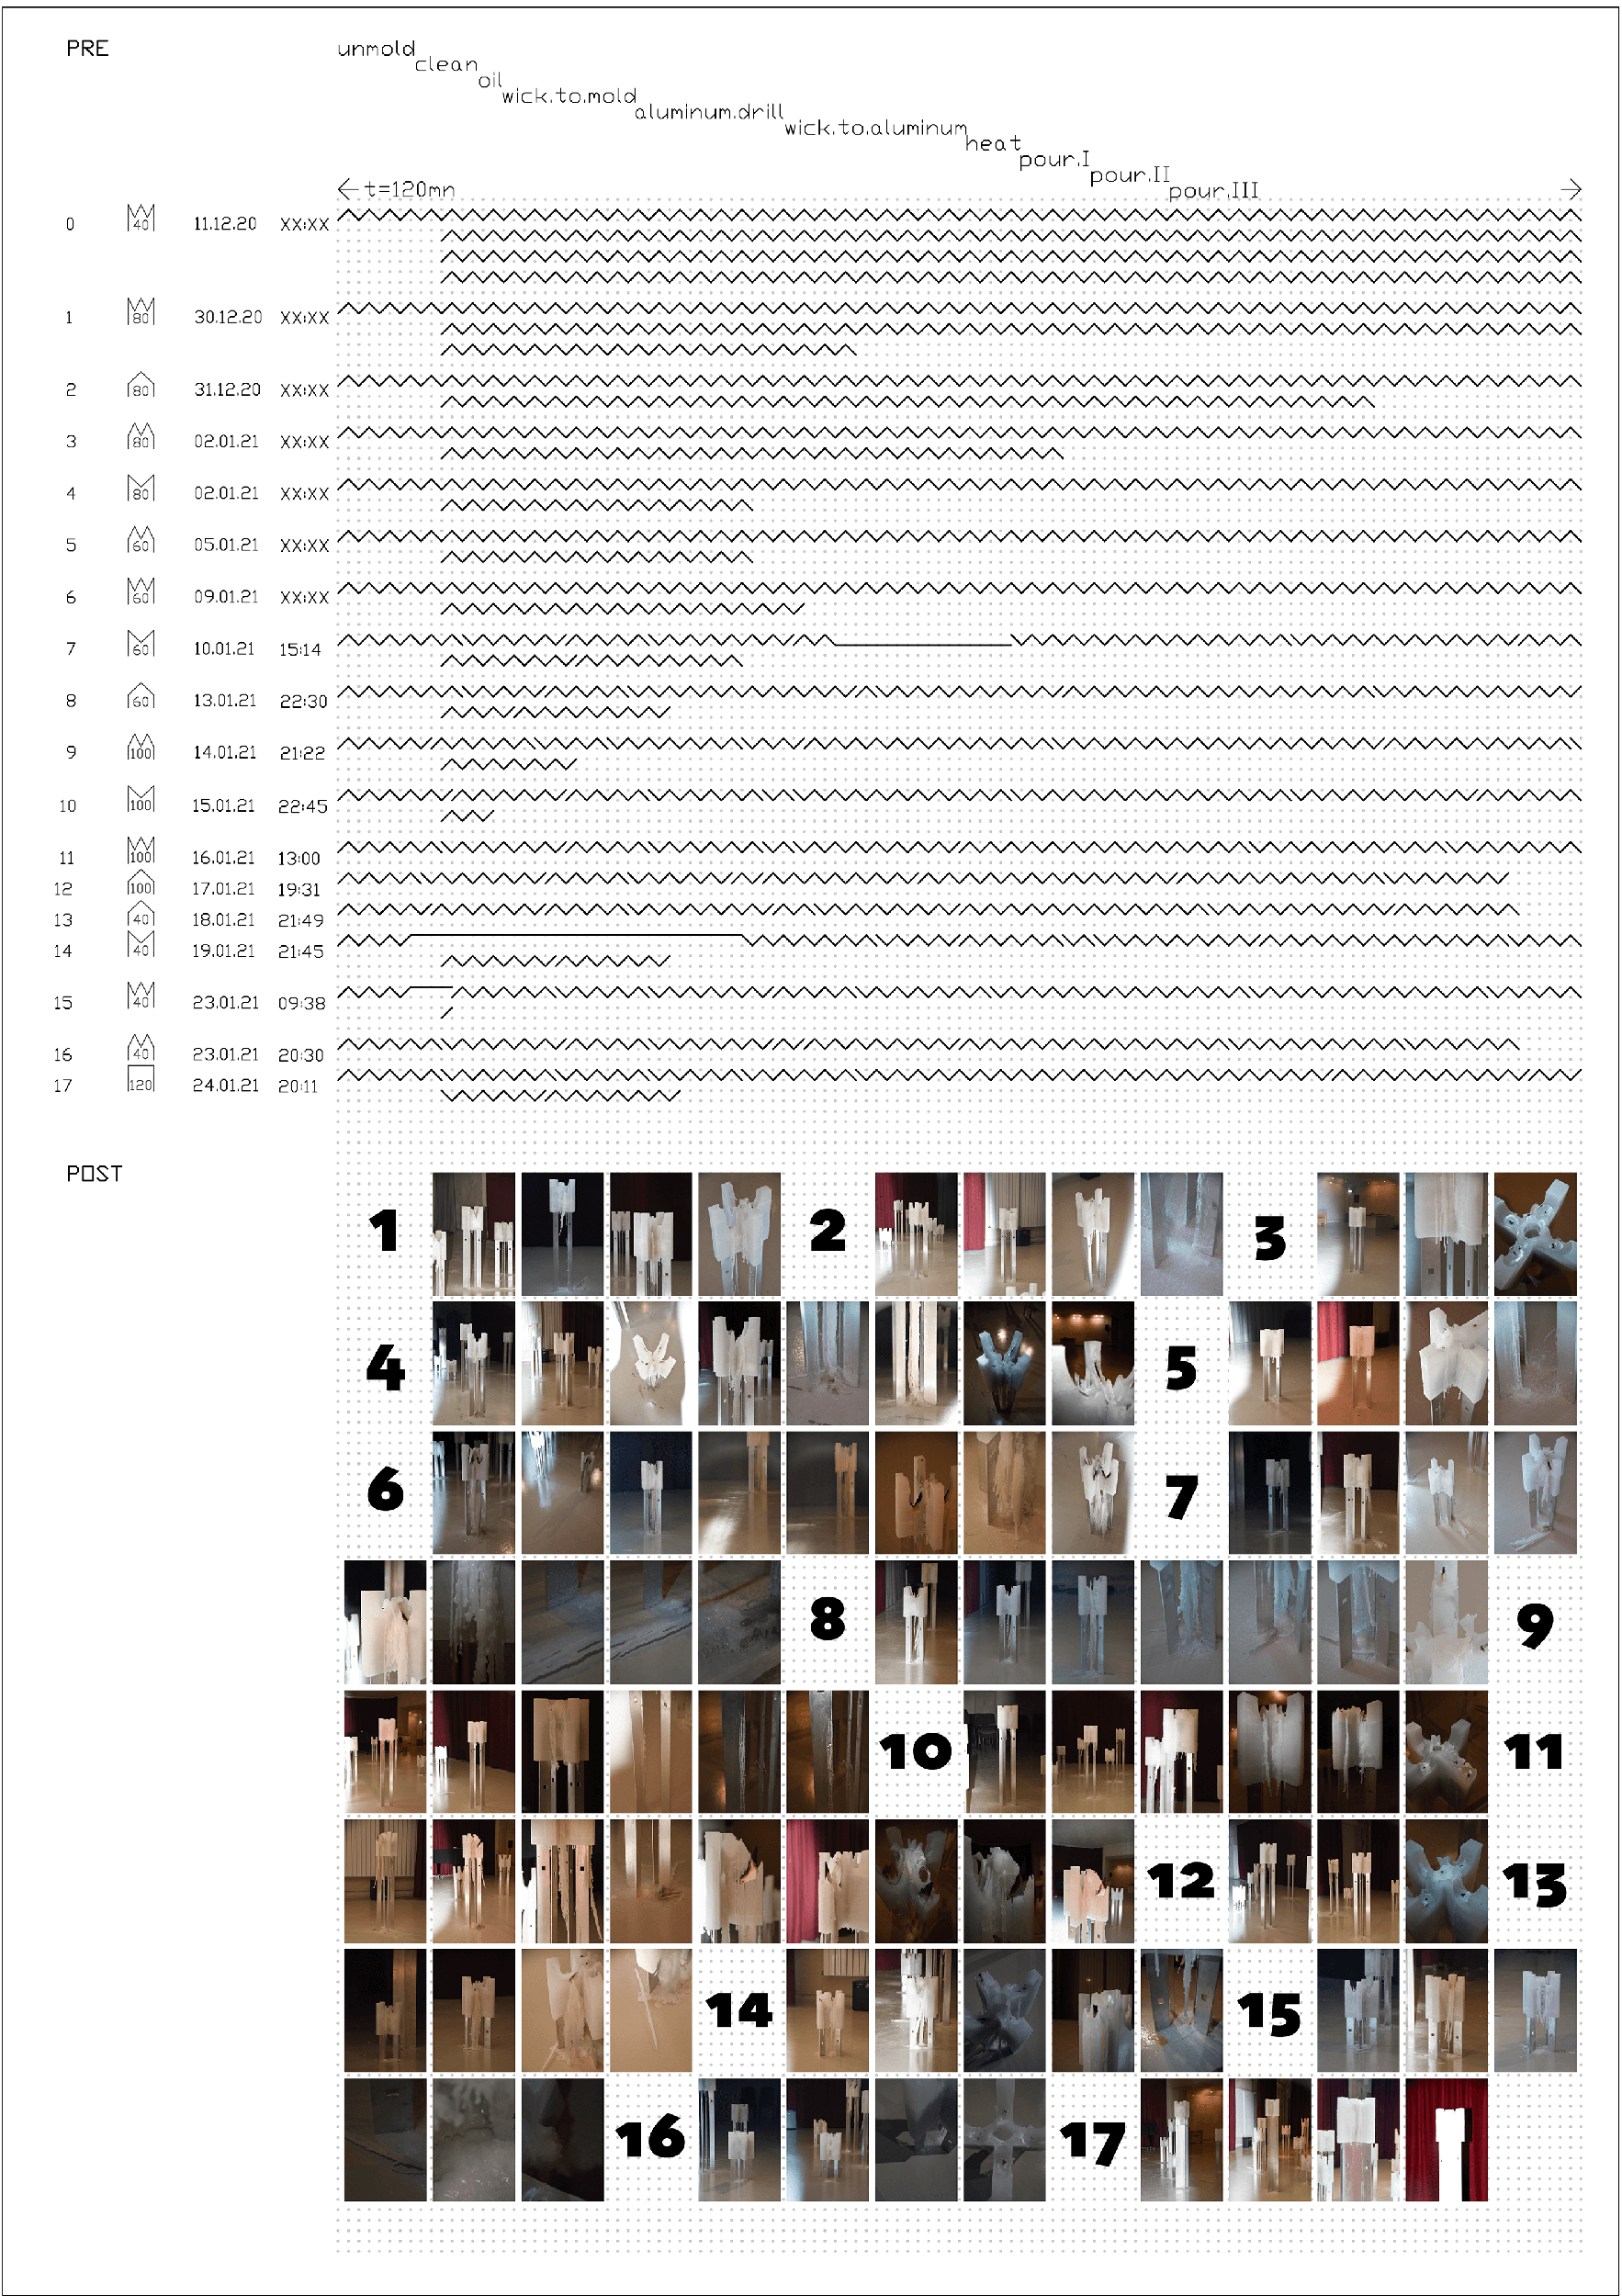 PRE
unmold
clean
oil
wick.to.mold
aluminum.drill
wick.to.aluminum
heat
pour.I
pour.II
pour.III
←t=120mn →
0 40 11.12.20 XX:XX
1 80 30.12.20 XX:XX
2 80 31.12.20 XX:XX
3 80 02.01.21 XX:XX
4 80 02.01.21 XX:XX
5 60 05.01.21 XX:XX
6 60 09.01.21 XX:XX
7 60 10.01.21 15:14
8 60 13.01.21 22:30
9 100 14.01.21 21:22
10 100 15.01.21 22:45
11 100 16.01.21 13:00
12 100 17.01.21 19:31
13 40 18.01.21 21:49
14 40 19.01.21 21:45
15 40 23.01.21 09:38
16 40 23.01.21 20:30
17 120 24.01.21 20:11
POST
1 2 3
4 5
6 7
8 9
10 11
12 13
14 15
16 17